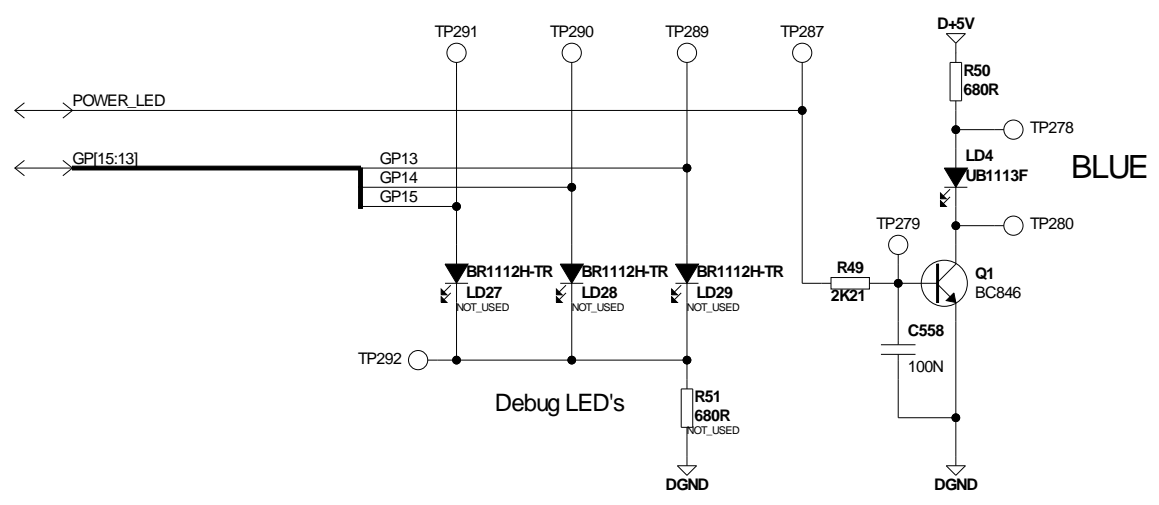 TP291
TP290
TP289
TP287
D+5V
R50
680R
POWER_LED
TP278
GP[15:13]
GP13
GP14
GP15
LD4
UB1113F
BLUE
TP279
TP280
BR1112H-TR
LD27
NOT_USED
BR1112H-TR
LD28
NOT_USED
BR1112H-TR
LD29
NOT_USED
R49
2K21
Q1
BC846
C558
100N
TP292
Debug LED's
R51
680R
NOT_USED
DGND
DGND